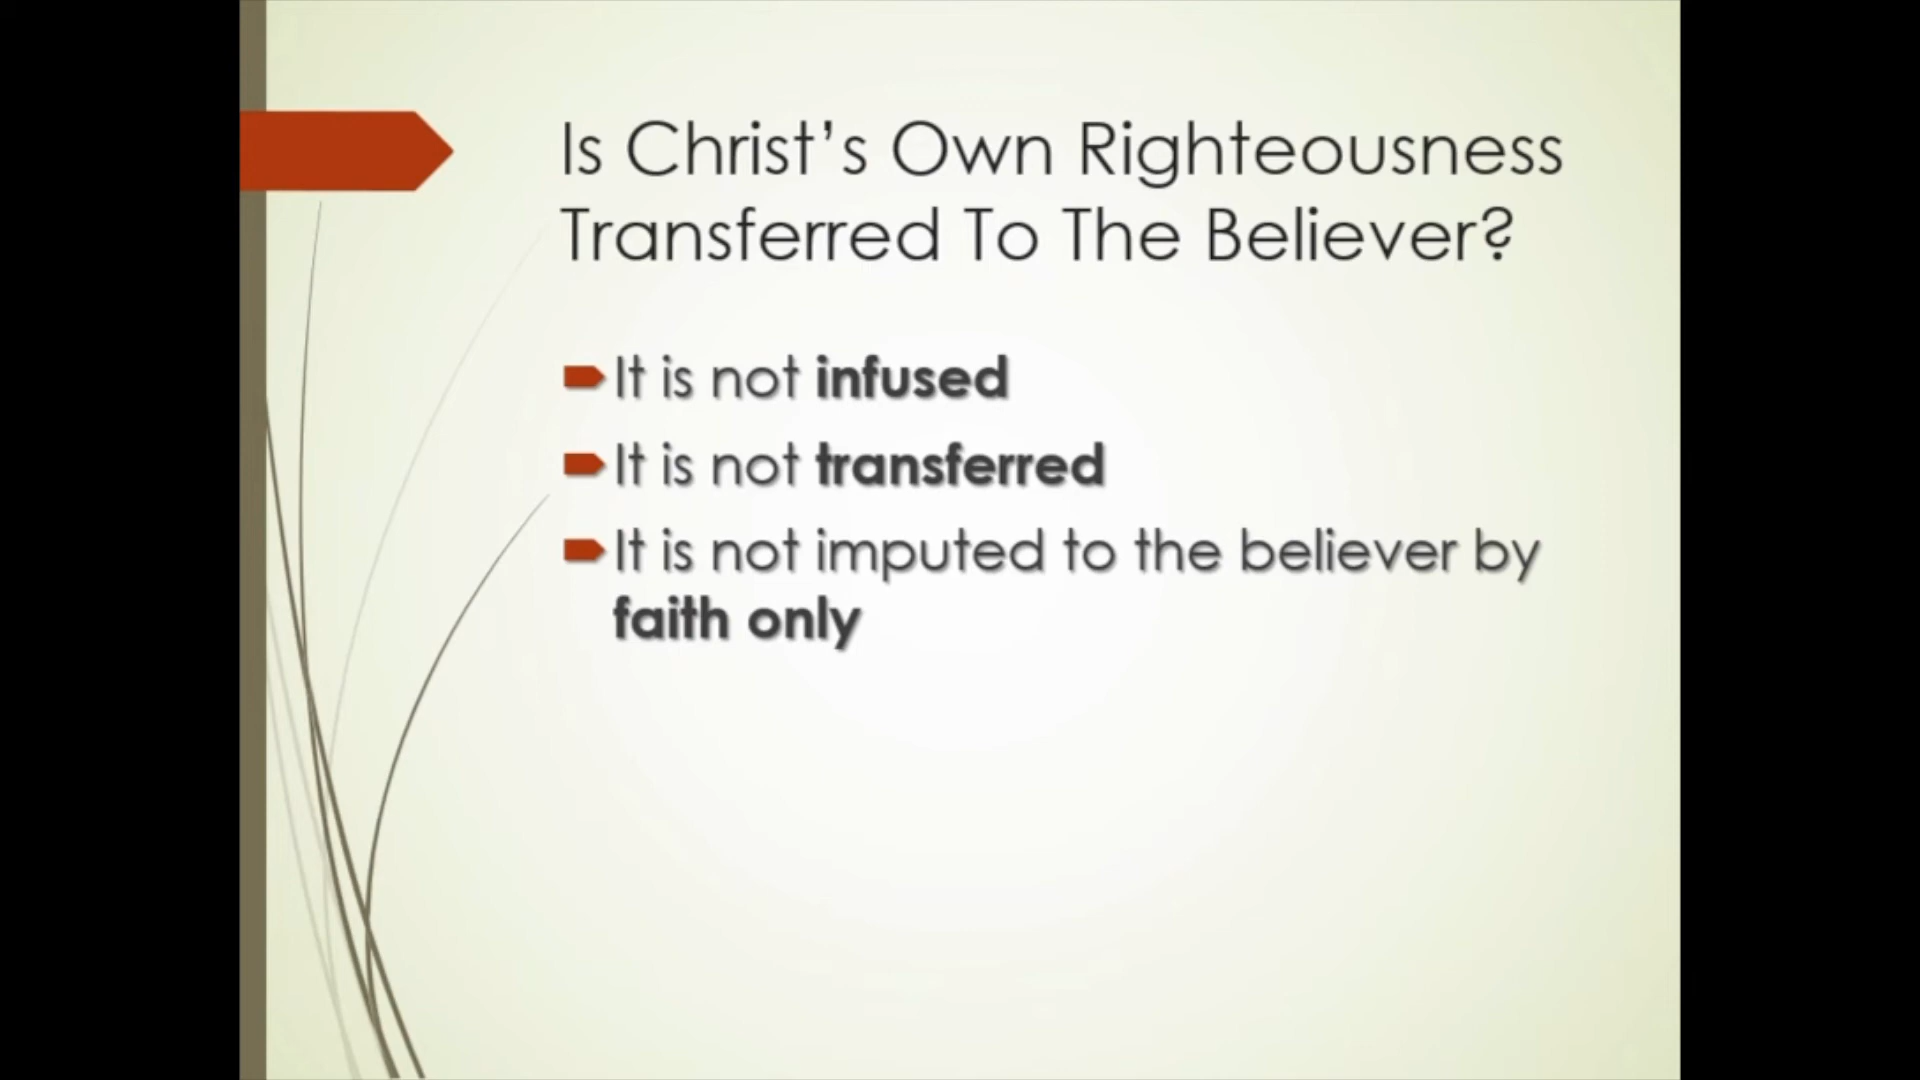 Is Christ’s Own Righteousness
Transferred To The Believer?
It is not infused
It is not transferred
It is not imputed to the believer by
faith only